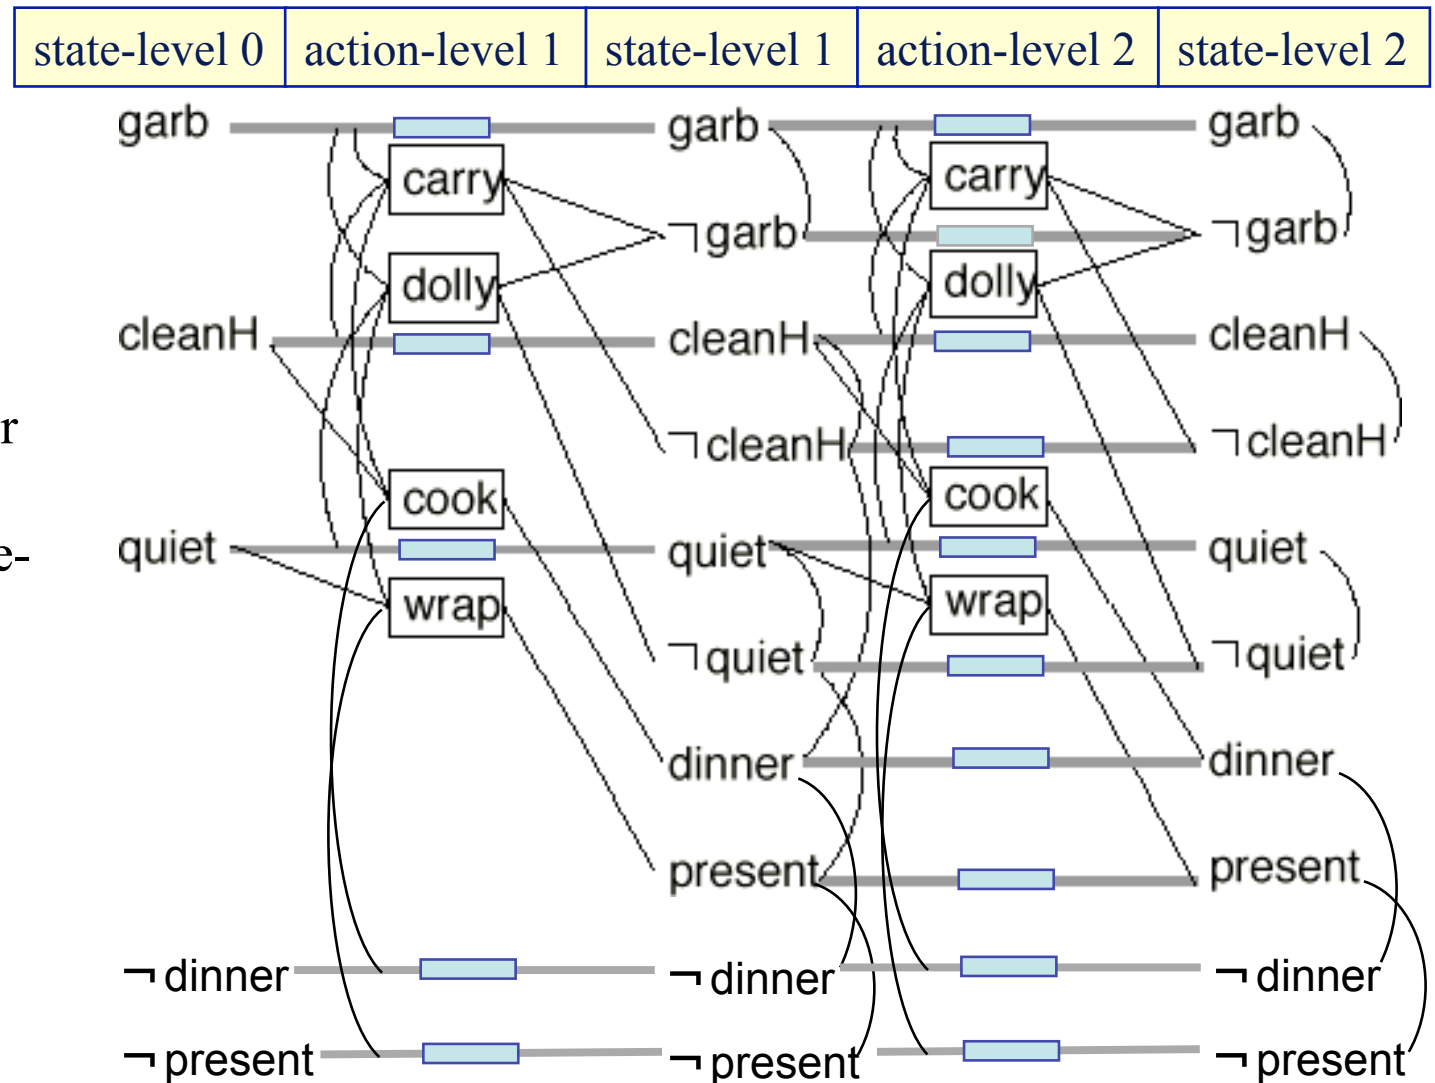 state-level 0 action-level 1 state-level 1 action-level 2 state-level 2
garb garb garb
carry carry
¬garb ¬garb
dolly dolly
cleanH cleanH cleanH
r
¬cleanH ¬cleanH
cook cook
e-
quiet quiet quiet
wrap wrap
¬quiet ¬quiet
dinner dinner
present present
¬ dinner ¬ dinner ¬ dinner
¬ present ¬ present ¬ present